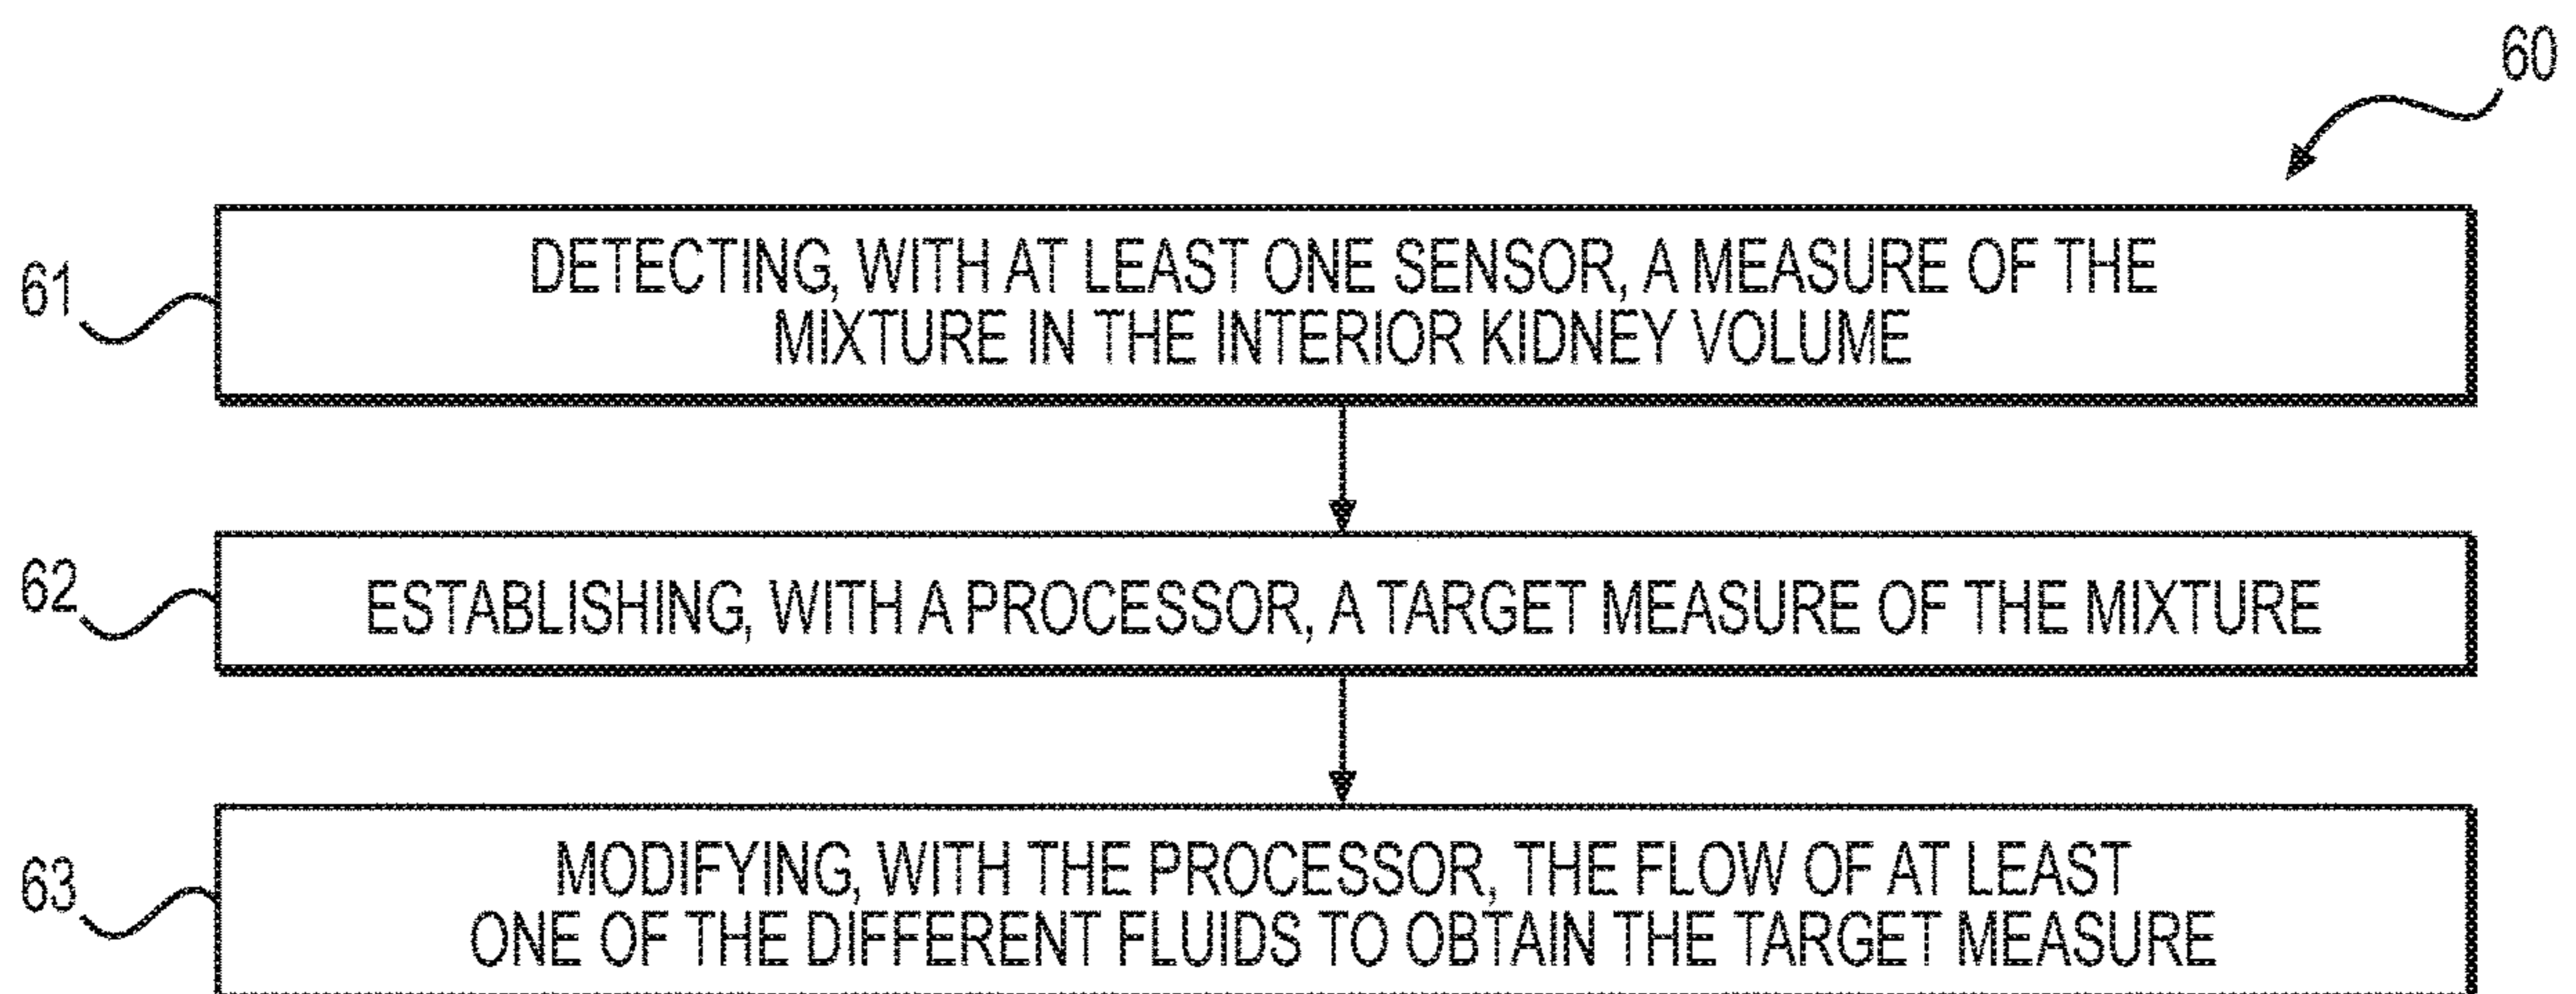 60
61
DETECTING, WITH AT LEAST ONE SENSOR, A MEASURE OF THE
MIXTURE IN THE INTERIOR KIDNEY VOLUME
62
ESTABLISHING, WITH A PROCESSOR, A TARGET MEASURE OF THE MIXTURE
63
MODIFYING, WITH THE PROCESSOR, THE FLOW OF AT LEAST
ONE OF THE DIFFERENT FLUIDS TO OBTAIN THE TARGET MEASURE